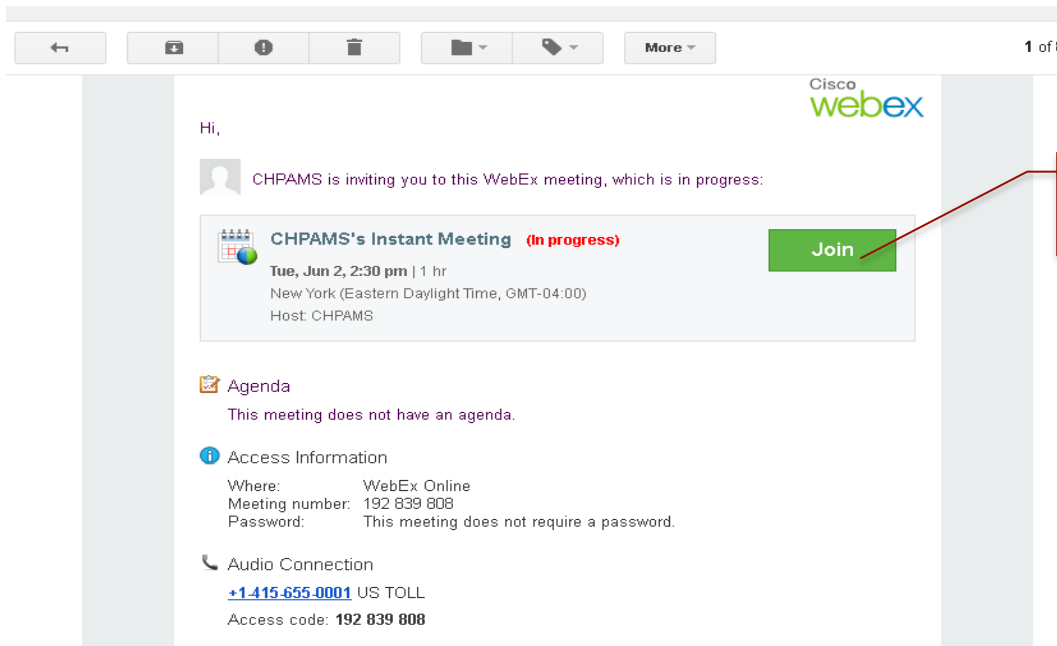 More
1 of 8
Cisco
webex
Hi,
CHPAMS is inviting you to this WebEx meeting, which is in progress:
CHPAMS's Instant Meeting (In progress)
Join
Tue, Jun 2, 2:30 pm | 1 hr
New York (Eastern Daylight Time, GMT-04:00)
Host: CHPAMS
Agenda
This meeting does not have an agenda.
Access Information
Where: WebEx Online
Meeting number: 192 839 808
Password: This meeting does not require a password.
Audio Connection
+1-415-655-0001 US TOLL
Access code: 192 839 808